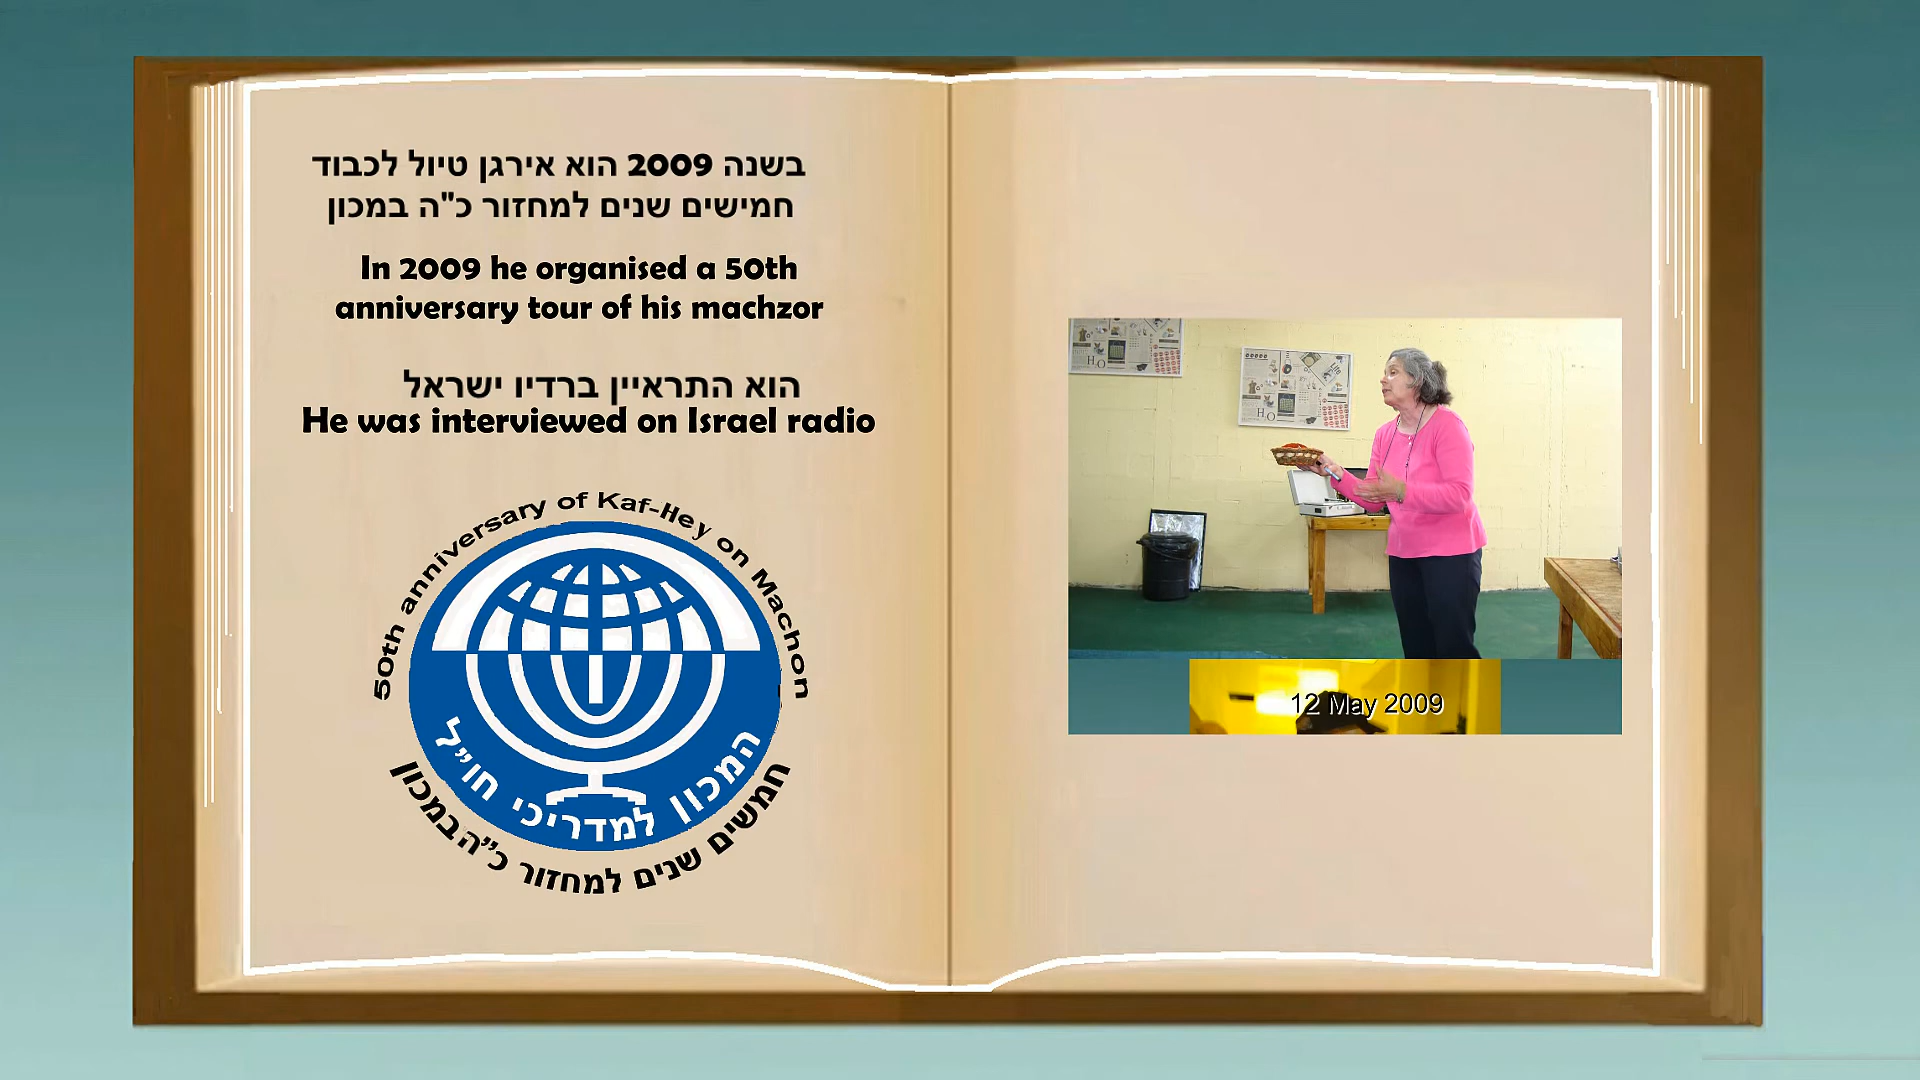 בשנה 2009 הוא אירגן טיול לכבוד
חמישים שנים למחזור כ"ה במכון
In 2009 he organised a 50th
anniversary tour of his machzor
הוא התראיין ברדיו ישראל
He was interviewed on Israel radio
50th anniversary of Kaf-Hey on Machon
המכון למדריכי חו"ל
חמשים שנים למחזור כ"ה במכון
H₂O
H₂O
12 May 2009